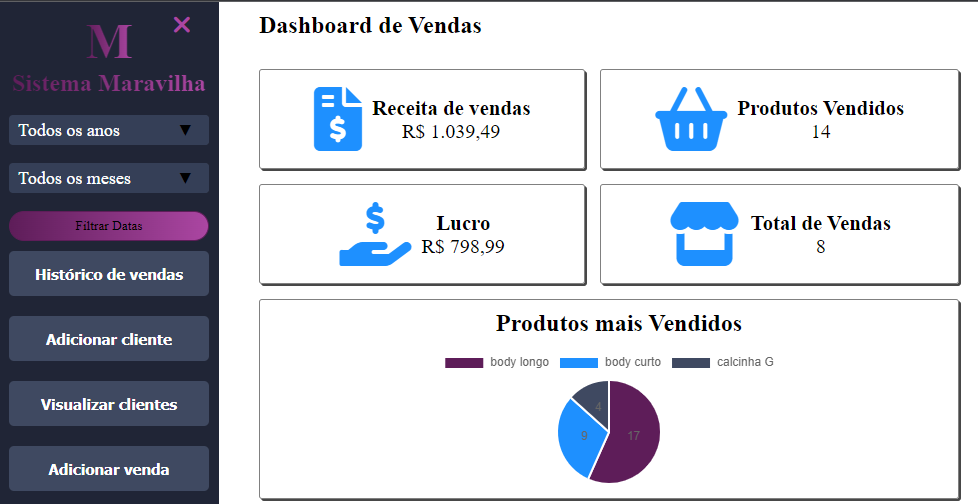 M
Sistema Maravilha
Todos os anos
Todos os meses
Filtrar Datas
Histórico de vendas
Adicionar cliente
Visualizar clientes
Adicionar venda
Dashboard de Vendas
Receita de vendas
R$ 1.039,49
Produtos Vendidos
14
Lucro
R$ 798,99
Total de Vendas
8
Produtos mais Vendidos
body longo body curto calcinha G
4
9 17